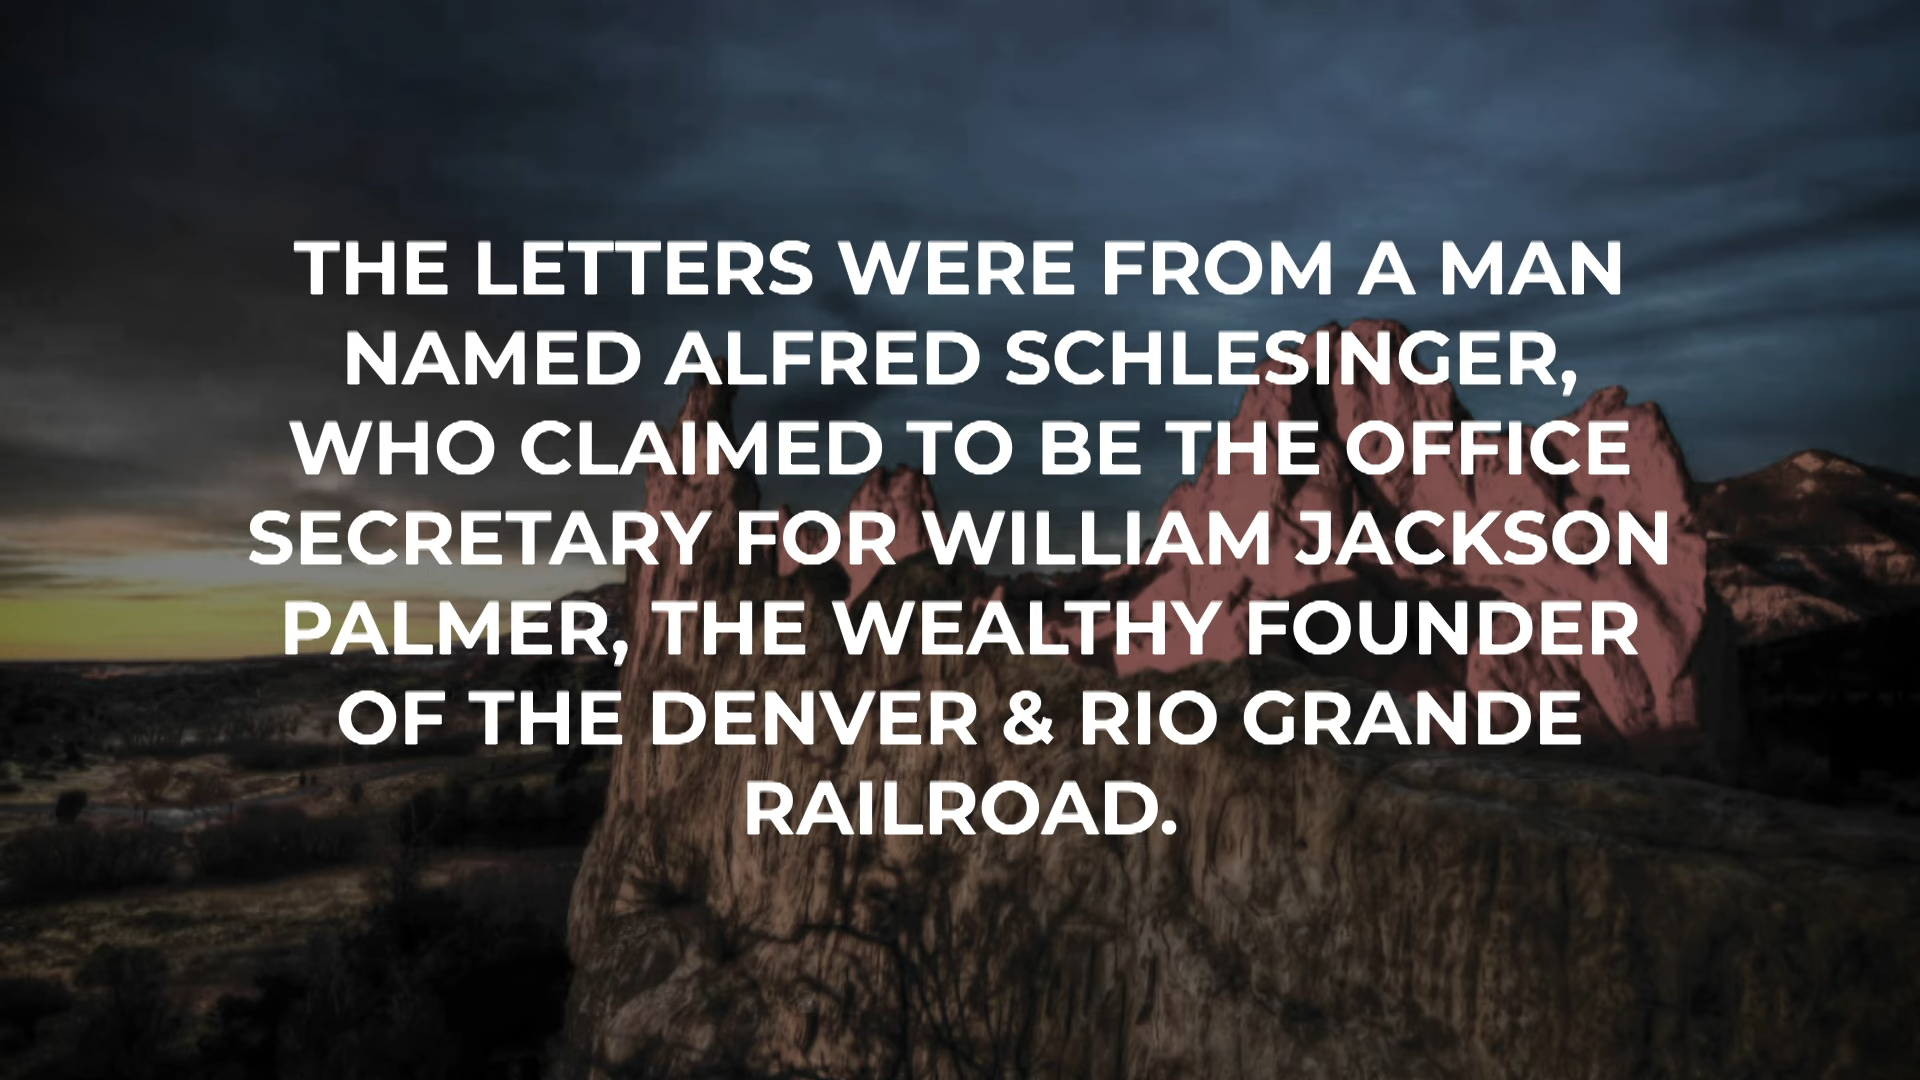 THE LETTERS WERE FROM A MAN
NAMED ALFRED SCHLESINGER,
WHO CLAIMED TO BE THE OFFICE
SECRETARY FOR WILLIAM JACKSON
PALMER, THE WEALTHY FOUNDER
OF THE DENVER & RIO GRANDE
RAILROAD.